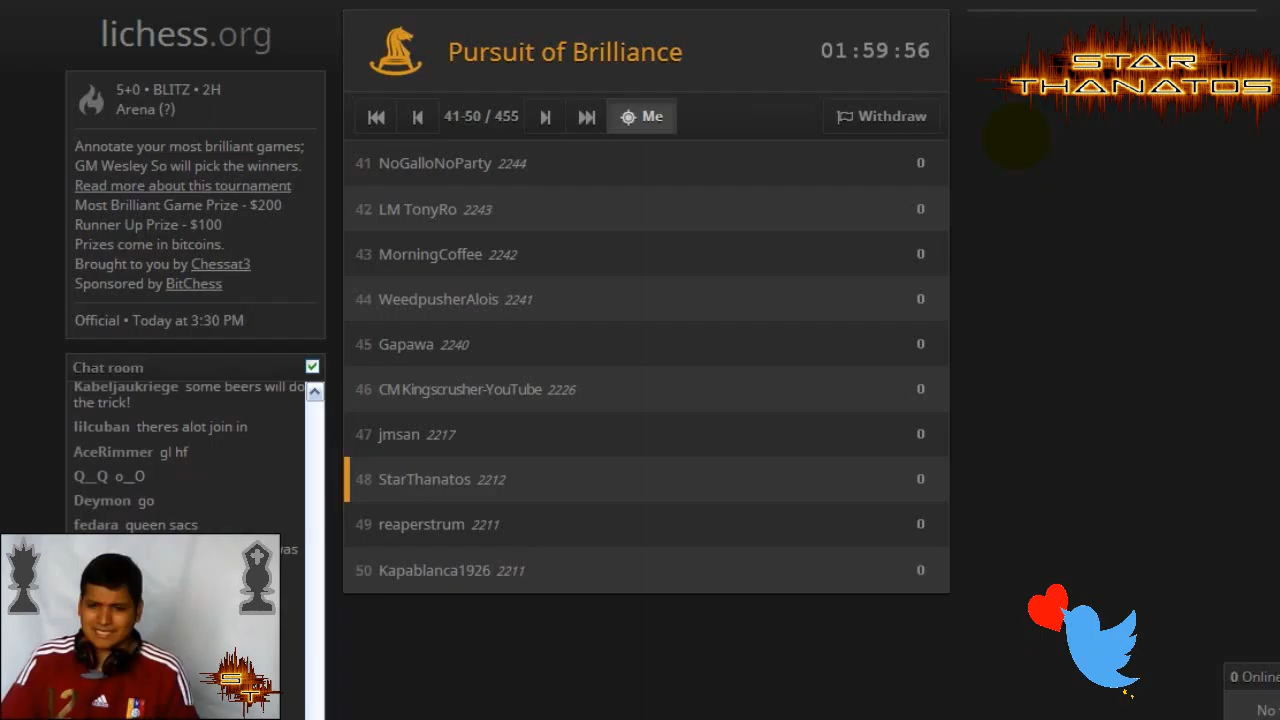 lichess.org
5+0 • BLITZ • 2H
Arena (?)
Annotate your most brilliant games;
GM Wesley So will pick the winners.
Read more about this tournament
Most Brilliant Game Prize - $200
Runner Up Prize - $100
Prizes come in bitcoins.
Brought to you by Chessat3
Sponsored by BitChess
Official • Today at 3:30 PM
Chat room
Kabeljaukriege some beers will do
the trick!
lilcuban theres alot join in
AceRimmer gl hf
Q__Q o__O
Deymon go
fedara queen sacs
Pursuit of Brilliance 01:59:56
41-50 / 455 Me Withdraw
41 NoGalloNoParty 2244 0
42 LM TonyRo 2243 0
43 MorningCoffee 2242 0
44 WeedpusherAlois 2241 0
45 Gapawa 2240 0
46 CM Kingscrusher-YouTube 2226 0
47 jmsan 2217 0
48 StarThanatos 2212 0
49 reaperstrum 2211 0
50 Kapablanca1926 2211 0
STAR
THANATOS
12
S
T
0 Online
No